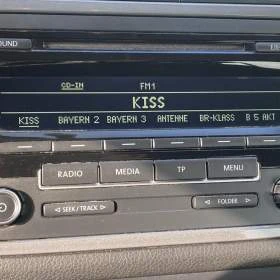 SOUND
CD-IN FM1
KISS
KISS BAYERN 2 BAYERN 3 ANTENNE BR-KLASS B 5 AKT
RADIO MEDIA TP MENU
SEEK / TRACK FOLDER